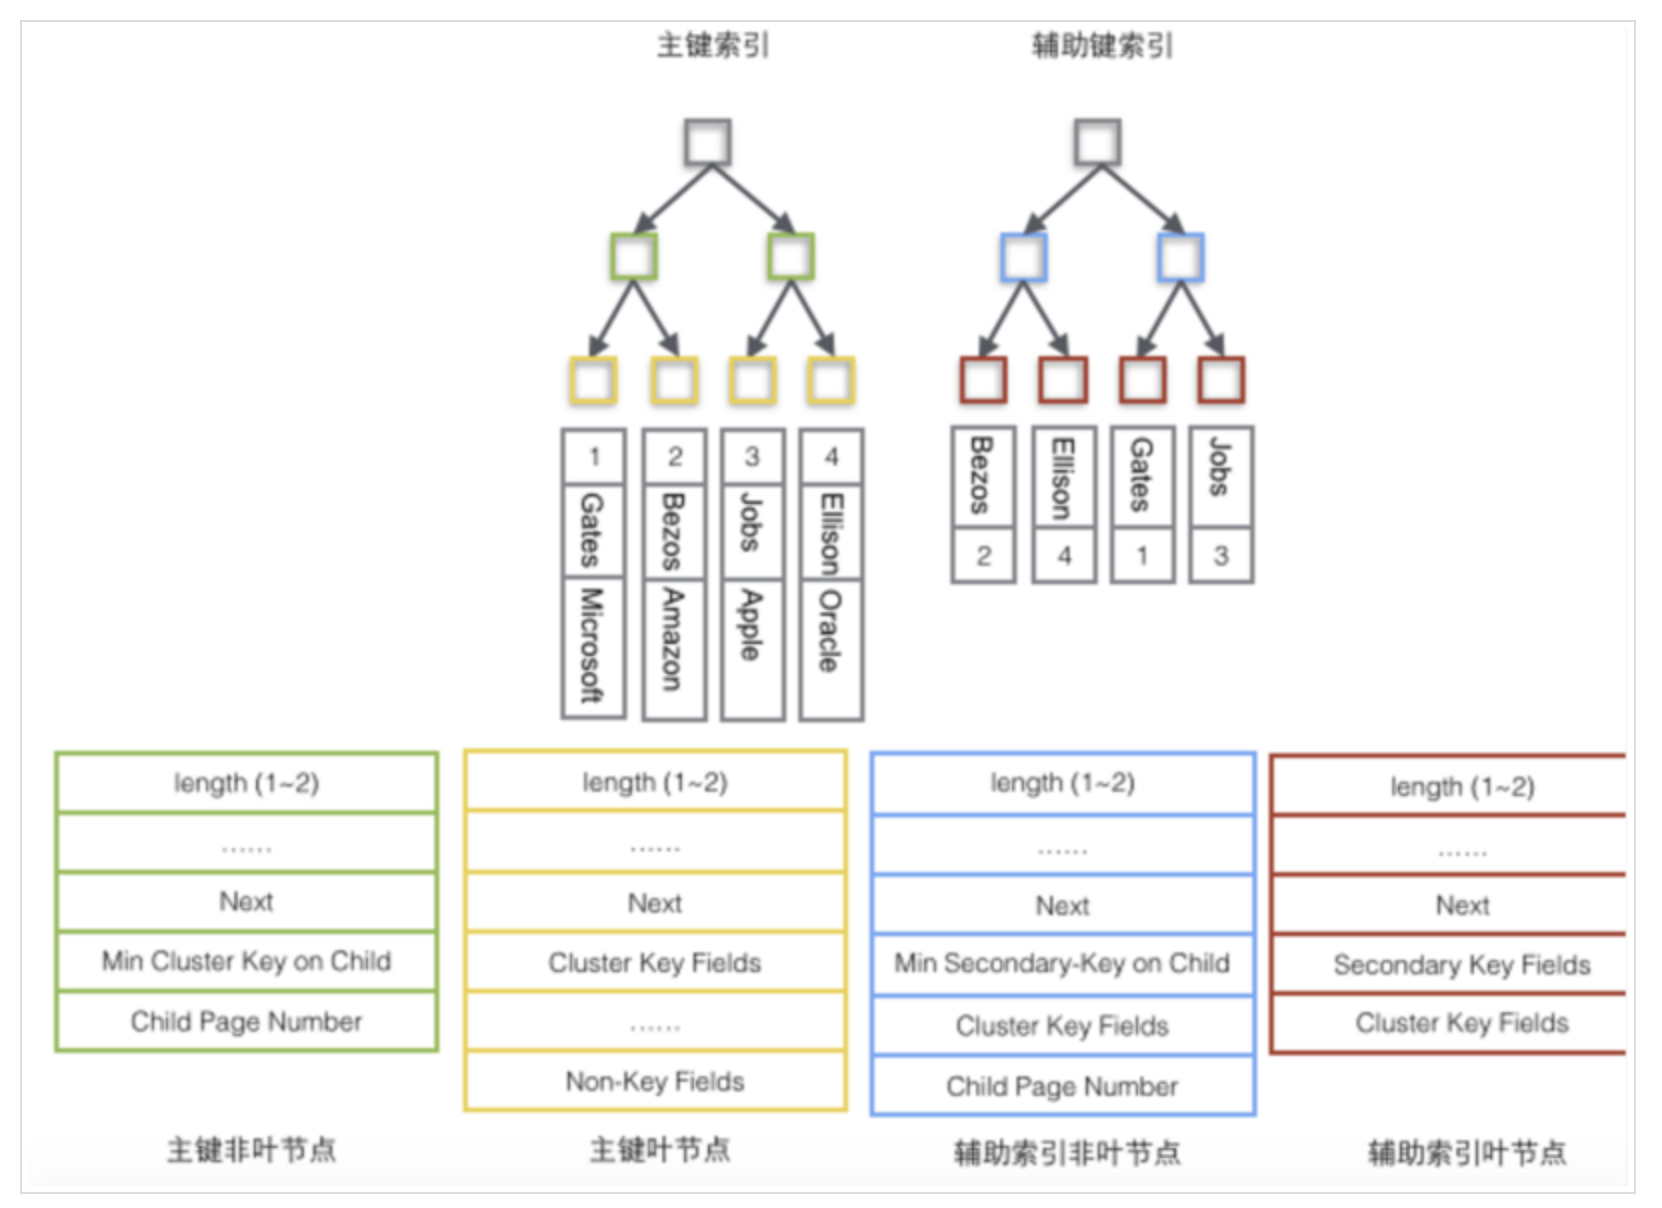 主键索引
辅助键索引
1 2 3 4
Gates Bezos Jobs Ellison
Microsoft Amazon Apple Oracle
Bezos Ellison Gates Jobs
2 4 1 3
length (1~2)
......
Next
Min Cluster Key on Child
Child Page Number
主键非叶节点
length (1~2)
......
Next
Cluster Key Fields
......
Non-Key Fields
主键叶节点
length (1~2)
......
Next
Min Secondary-Key on Child
Cluster Key Fields
Child Page Number
辅助索引非叶节点
length (1~2)
......
Next
Secondary Key Fields
Cluster Key Fields
辅助索引叶节点